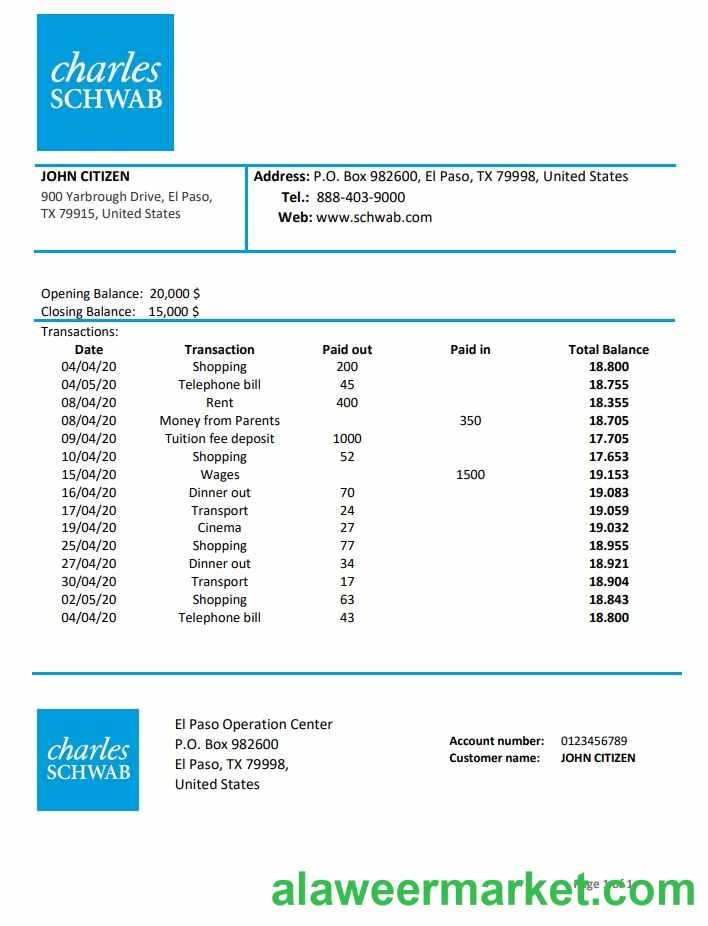 charles
SCHWAB
JOHN CITIZEN
900 Yarbrough Drive, El Paso,
TX 79915, United States
Address: P.O. Box 982600, El Paso, TX 79998, United States
Tel.: 888-403-9000
Web: www.schwab.com
Opening Balance: 20,000 $
Closing Balance: 15,000 $
Transactions:
Date Transaction Paid out Paid in Total Balance
04/04/20 Shopping 200 18.800
04/05/20 Telephone bill 45 18.755
08/04/20 Rent 400 18.355
08/04/20 Money from Parents 350 18.705
09/04/20 Tuition fee deposit 1000 17.705
10/04/20 Shopping 52 17.653
15/04/20 Wages 1500 19.153
16/04/20 Dinner out 70 19.083
17/04/20 Transport 24 19.059
19/04/20 Cinema 27 19.032
25/04/20 Shopping 77 18.955
27/04/20 Dinner out 34 18.921
30/04/20 Transport 17 18.904
02/05/20 Shopping 63 18.843
04/04/20 Telephone bill 43 18.800
charles
SCHWAB
El Paso Operation Center
P.O. Box 982600
El Paso, TX 79998,
United States
Account number: 0123456789
Customer name: JOHN CITIZEN
Page 1 of 1
alaweermarket.com